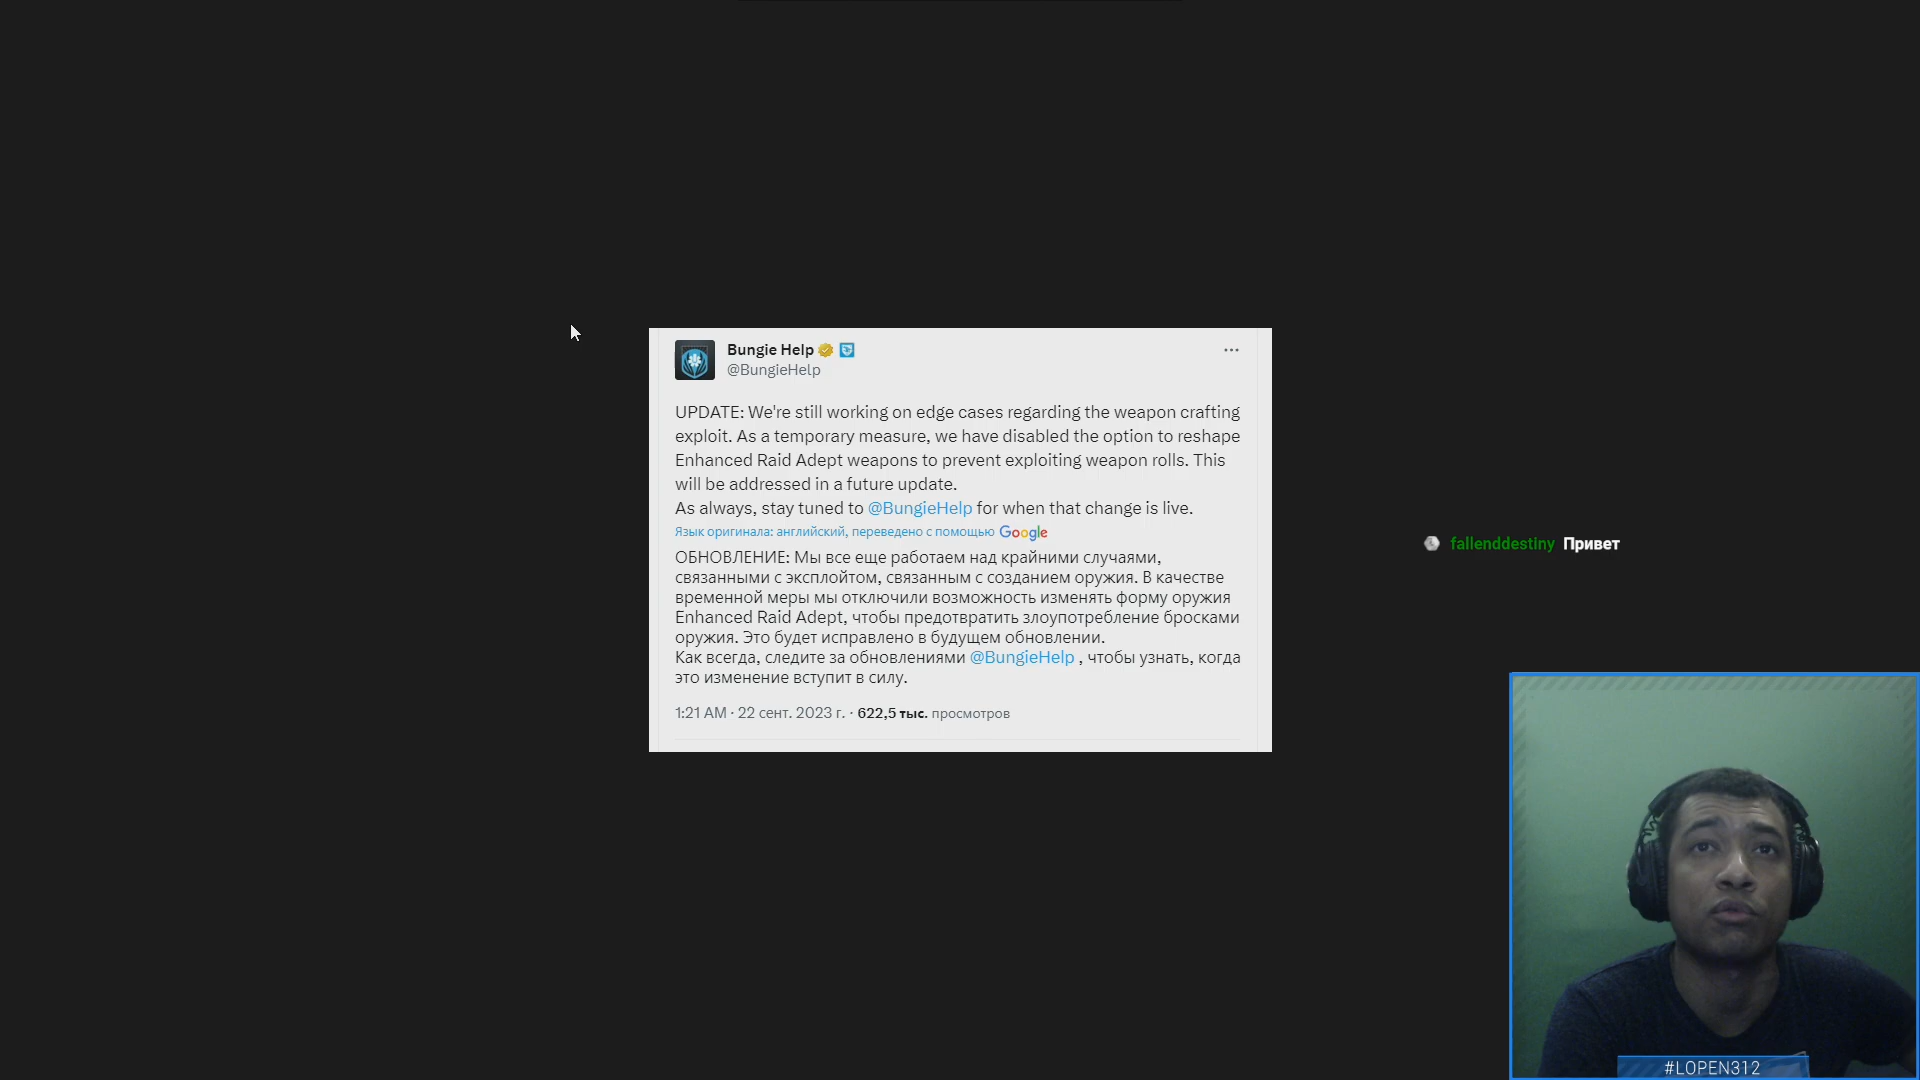 Bungie Help
@BungieHelp
UPDATE: We're still working on edge cases regarding the weapon crafting
exploit. As a temporary measure, we have disabled the option to reshape
Enhanced Raid Adept weapons to prevent exploiting weapon rolls. This
will be addressed in a future update.
As always, stay tuned to @BungieHelp for when that change is live.
Язык оригинала: английский, переведено с помощью Google
ОБНОВЛЕНИЕ: Мы все еще работаем над крайними случаями,
связанными с эксплойтом, связанным с созданием оружия. В качестве
временной меры мы отключили возможность изменять форму оружия
Enhanced Raid Adept, чтобы предотвратить злоупотребление бросками
оружия. Это будет исправлено в будущем обновлении.
Как всегда, следите за обновлениями @BungieHelp , чтобы узнать, когда
это изменение вступит в силу.
1:21 AM · 22 сент. 2023 г. · 622,5 тыс. просмотров
fallenddestiny Привет
#LOPEN312